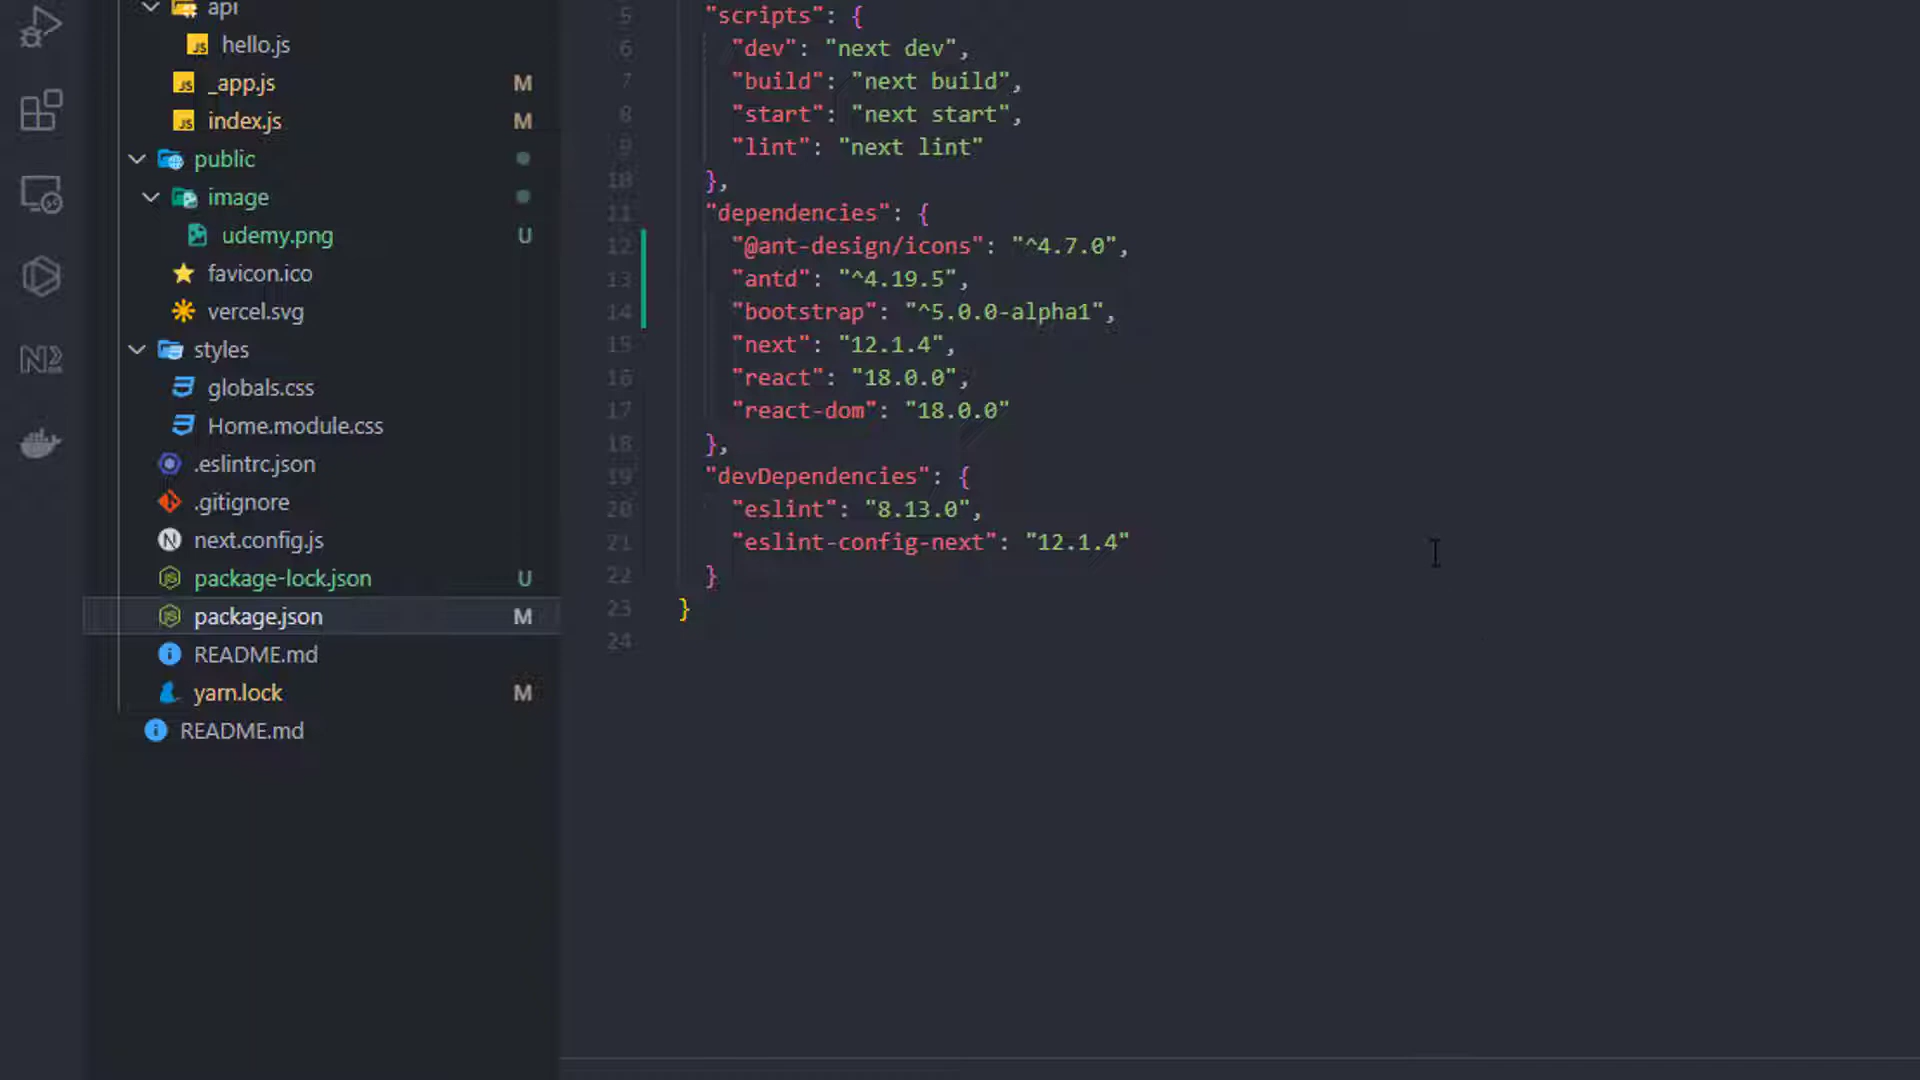 api
hello.js
_app.js M
index.js M
public
image
udemy.png U
favicon.ico
vercel.svg
styles
globals.css
Home.module.css
.eslintrc.json
.gitignore
next.config.js
package-lock.json U
package.json M
README.md
yarn.lock M
README.md
5 "scripts": {
6 "dev": "next dev",
7 "build": "next build",
8 "start": "next start",
9 "lint": "next lint"
10 },
11 "dependencies": {
12 "@ant-design/icons": "^4.7.0",
13 "antd": "^4.19.5",
14 "bootstrap": "^5.0.0-alpha1",
15 "next": "12.1.4",
16 "react": "18.0.0",
17 "react-dom": "18.0.0"
18 },
19 "devDependencies": {
20 "eslint": "8.13.0",
21 "eslint-config-next": "12.1.4"
22 }
23 }
24